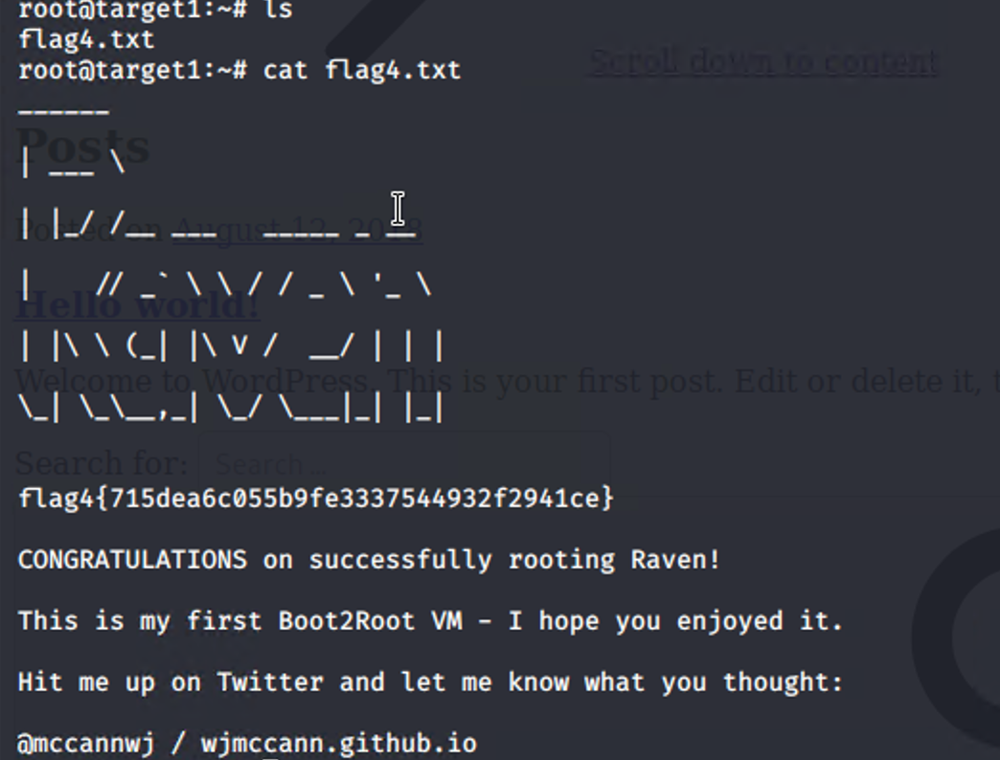 root@target1:~# ls
flag4.txt
root@target1:~# cat flag4.txt
Scroll down to content
______
Posts
| ___ \
| |_/ /__ ___   _____ _ __
Posted on August 12, 2018
|    // _` \ \ / / _ \ '_ \
Hello world!
| |\ \ (_| |\ V /  __/ | | |
Welcome to WordPress. This is your first post. Edit or delete it,
\_| \_\__,_| \_/ \___|_| |_|
Search for: Search …
flag4{715dea6c055b9fe3337544932f2941ce}
CONGRATULATIONS on successfully rooting Raven!
This is my first Boot2Root VM - I hope you enjoyed it.
Hit me up on Twitter and let me know what you thought:
@mccannwj / wjmccann.github.io